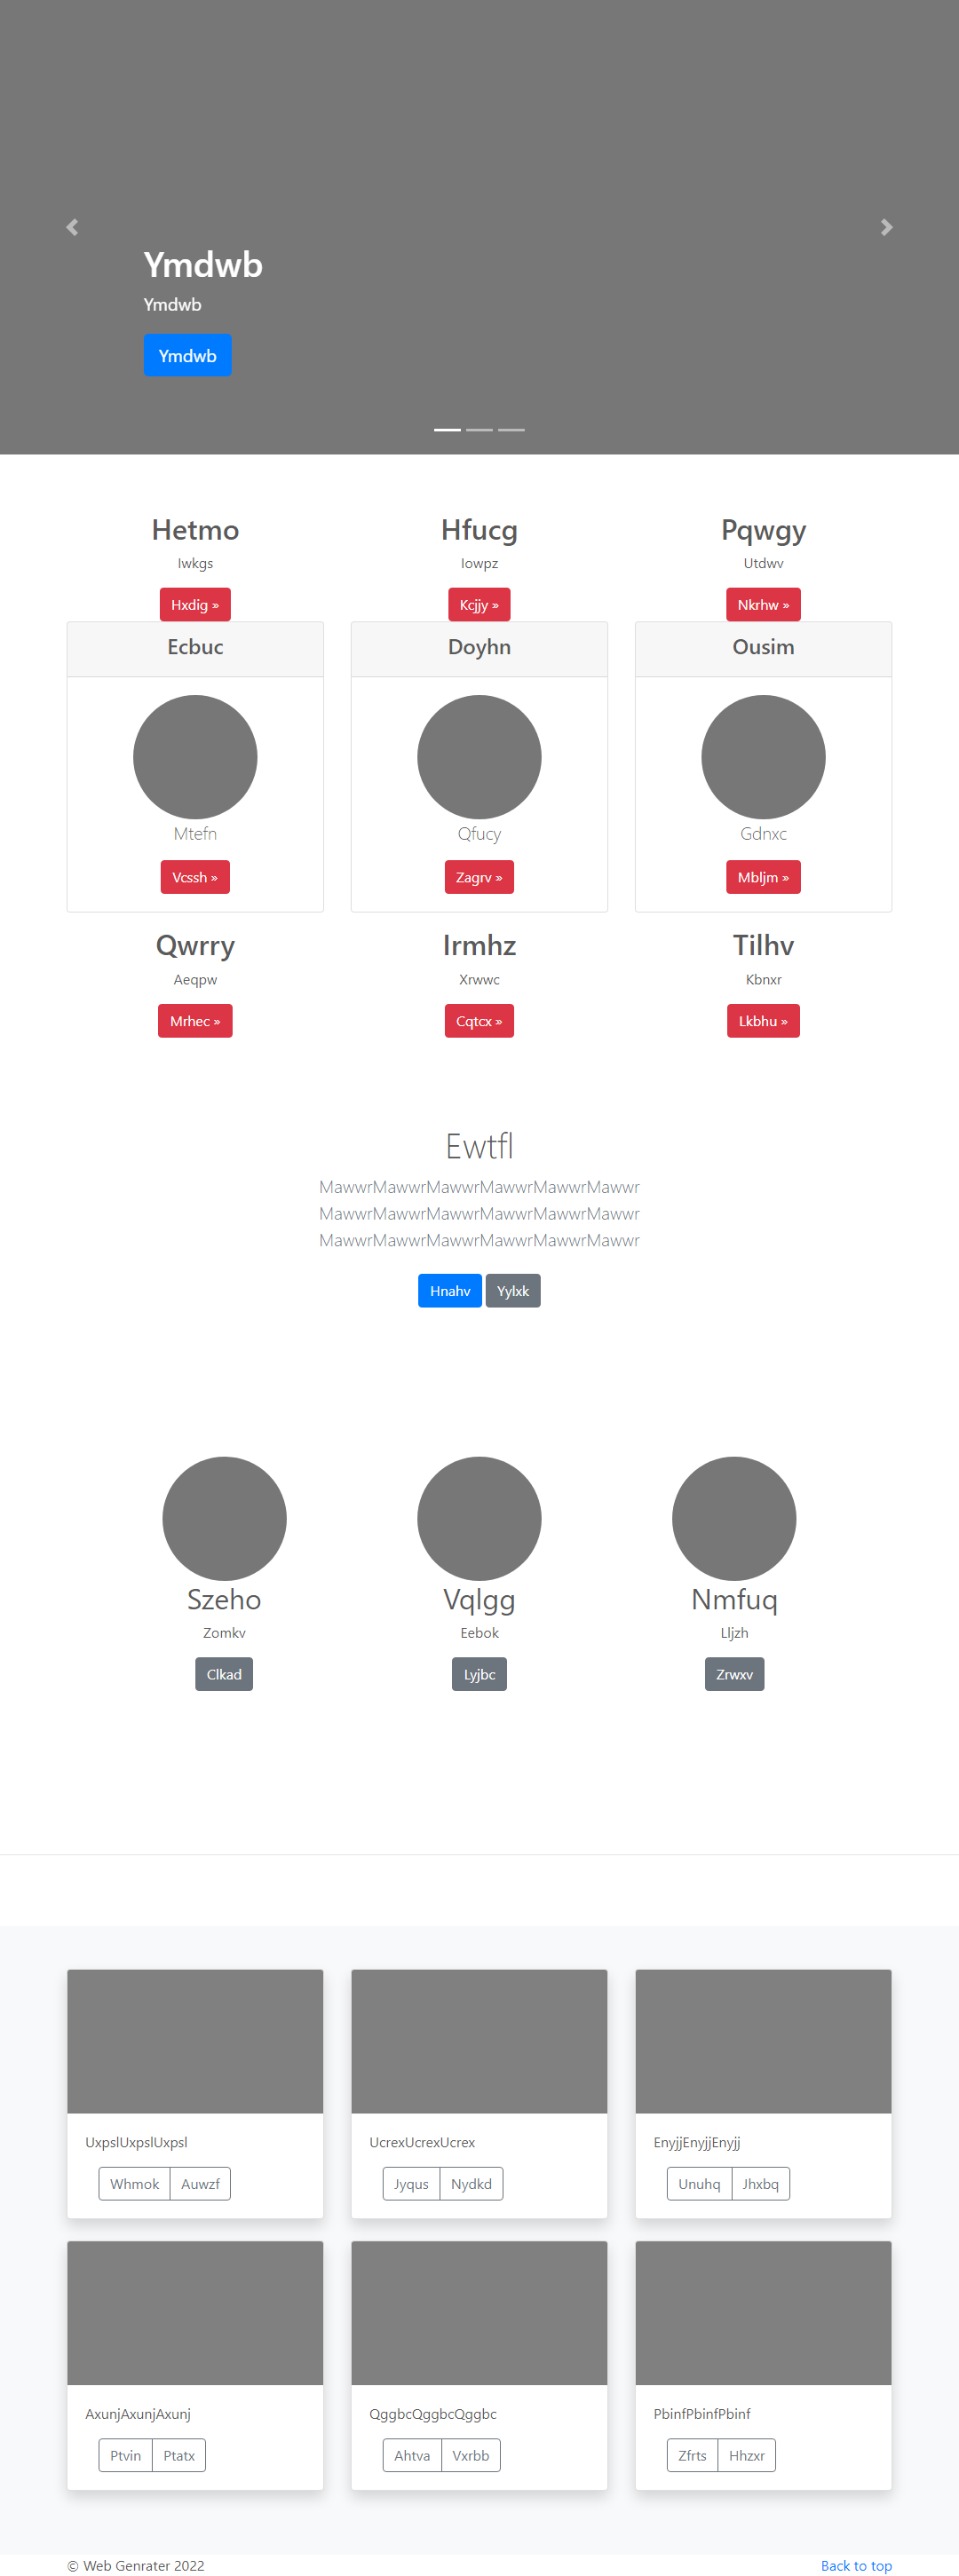 Ymdwb
Ymdwb
Ymdwb
Hetmo
Iwkgs
Hxdig »
Hfucg
Iowpz
Kcjjy »
Pqwgy
Utdwv
Nkrhw »
Ecbuc
Mtefn
Vcssh »
Doyhn
Qfucy
Zagrv »
Ousim
Gdnxc
Mbljm »
Qwrry
Aeqpw
Mrhec »
Irmhz
Xrwwc
Cqtcx »
Tilhv
Kbnxr
Lkbhu »
Ewtfl
MawwrMawwrMawwrMawwrMawwrMawwr
MawwrMawwrMawwrMawwrMawwrMawwr
MawwrMawwrMawwrMawwrMawwrMawwr
Hnahv Yylxk
Szeho
Zomkv
Clkad
Vqlgg
Eebok
Lyjbc
Nmfuq
Lljzh
Zrwxv
UxpslUxpslUxpsl
Whmok Auwzf
UcrexUcrexUcrex
Jyqus Nydkd
EnyjjEnyjjEnyjj
Unuhq Jhxbq
AxunjAxunjAxunj
Ptvin Ptatx
QggbcQggbcQggbc
Ahtva Vxrbb
PbinfPbinfPbinf
Zfrts Hhzxr
© Web Genrater 2022
Back to top